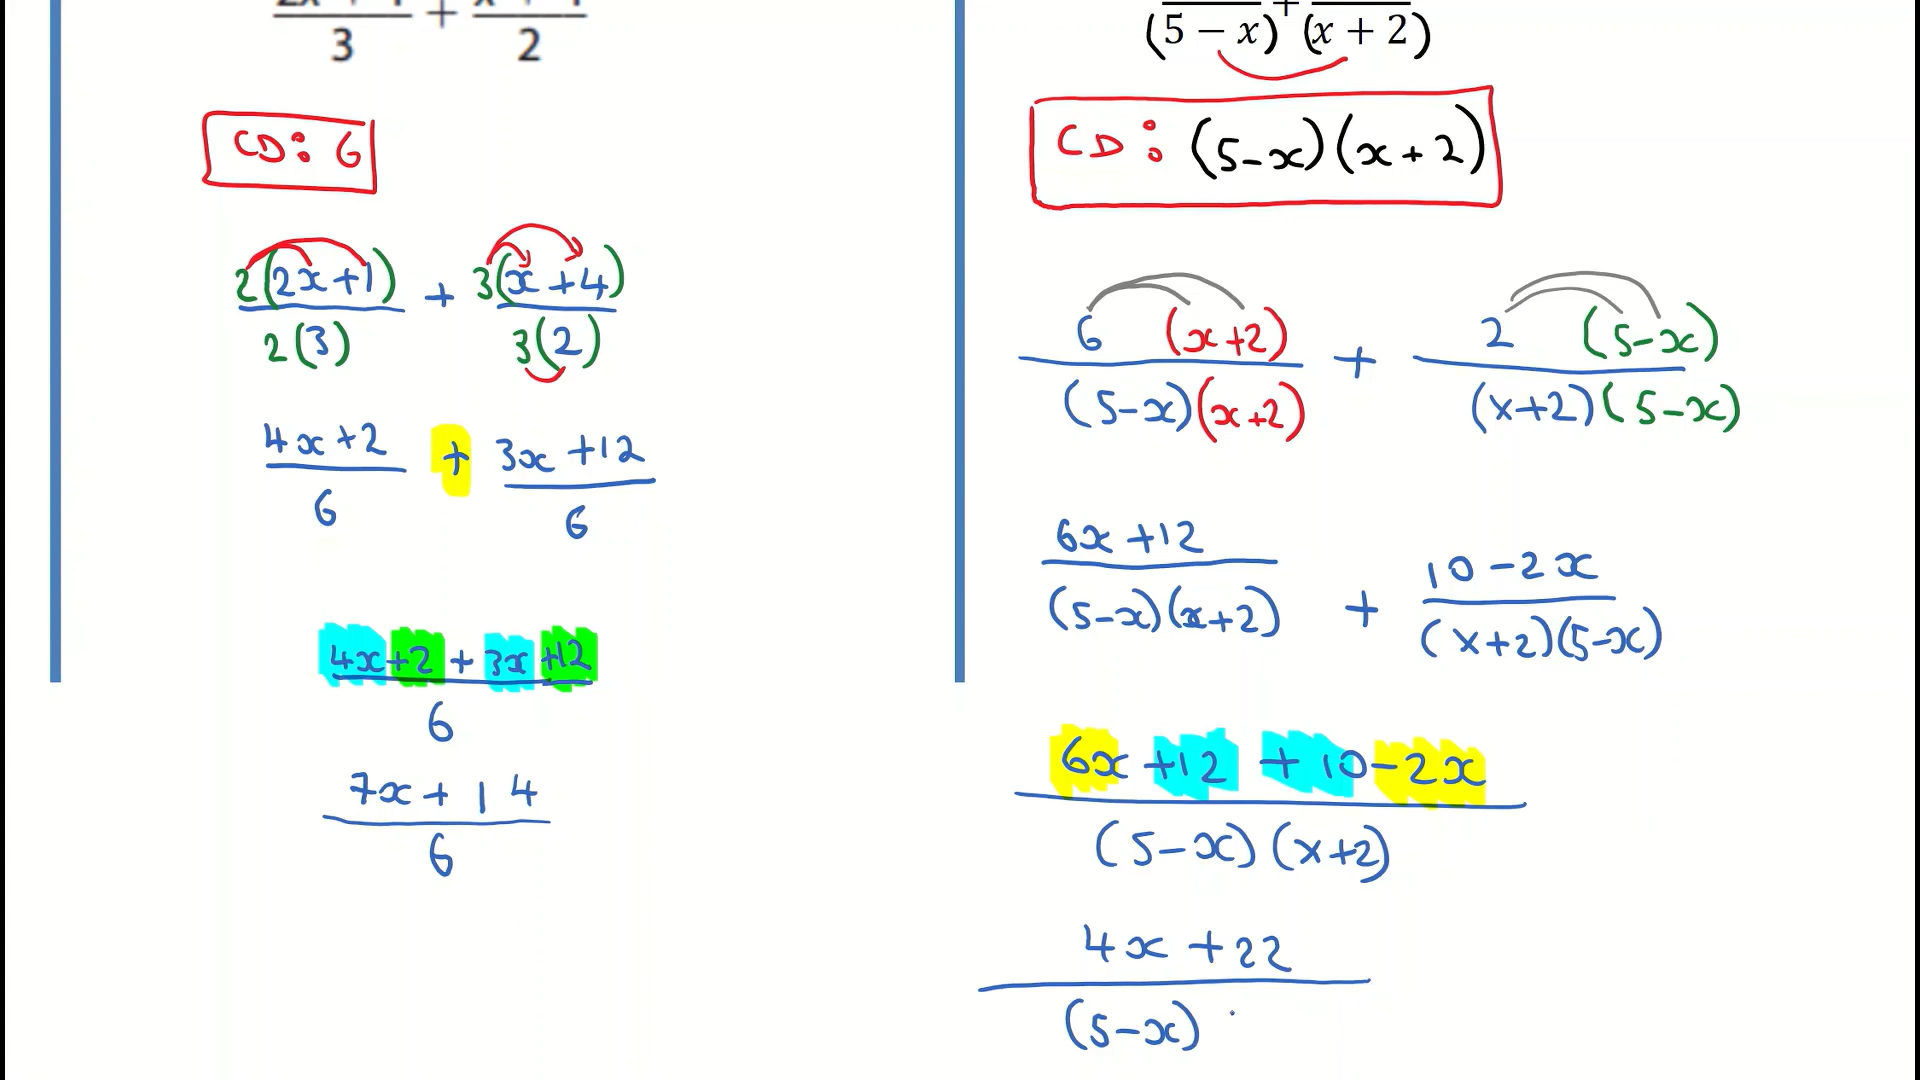 2x + 1 + x + 4
3 2
CD: 6
2(2x+1) + 3(x+4)
2(3) 3(2)
4x+2 + 3x+12
6 6
4x+2 + 3x+12
6
7x + 14
6
+
(5 − x) (x + 2)
CD: (5-x)(x+2)
6 (x+2) + 2 (5-x)
(5-x)(x+2) (x+2)(5-x)
6x+12 + 10-2x
(5-x)(x+2) (x+2)(5-x)
6x +12 +10-2x
(5-x)(x+2)
4x +22
(5-x)